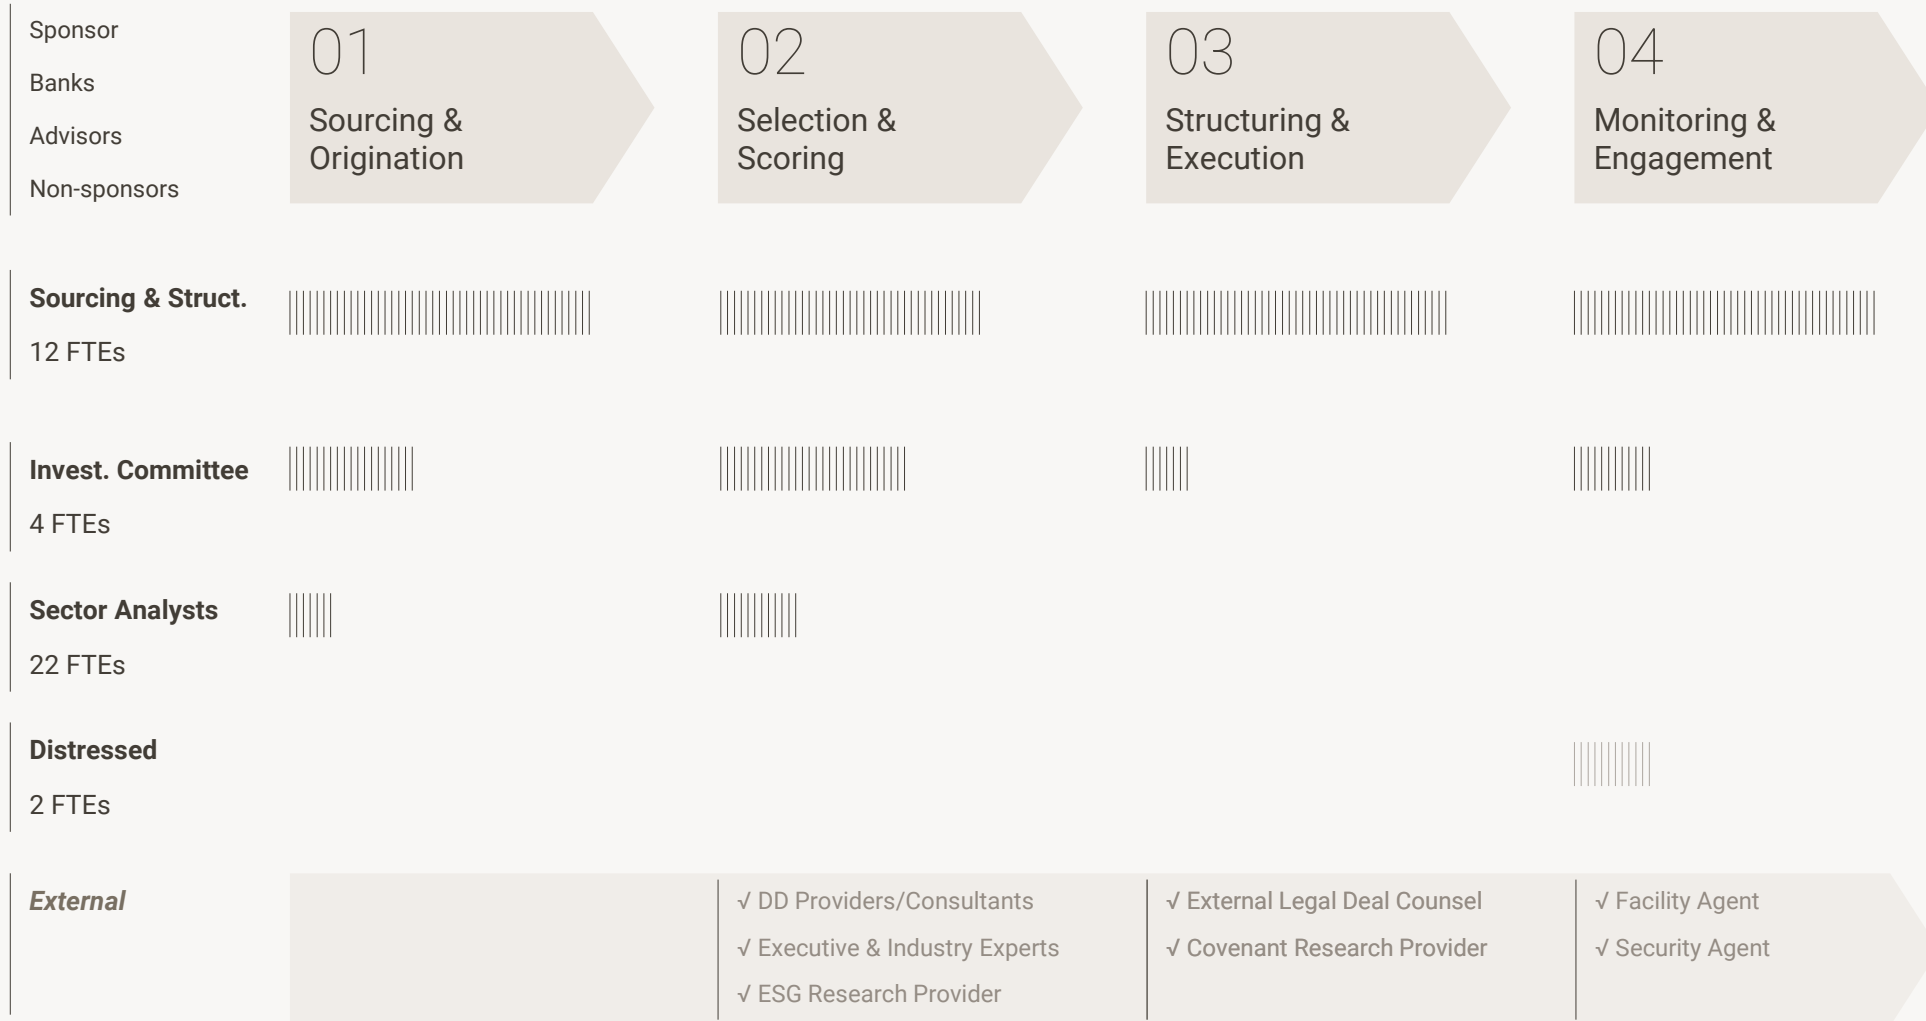 Sponsor
Banks
Advisors
Non-sponsors
01
Sourcing &
Origination
02
Selection &
Scoring
03
Structuring &
Execution
04
Monitoring &
Engagement
Sourcing & Struct.
12 FTEs
Invest. Committee
4 FTEs
Sector Analysts
22 FTEs
Distressed
2 FTEs
External
√ DD Providers/Consultants
√ Executive & Industry Experts
√ ESG Research Provider
√ External Legal Deal Counsel
√ Covenant Research Provider
√ Facility Agent
√ Security Agent